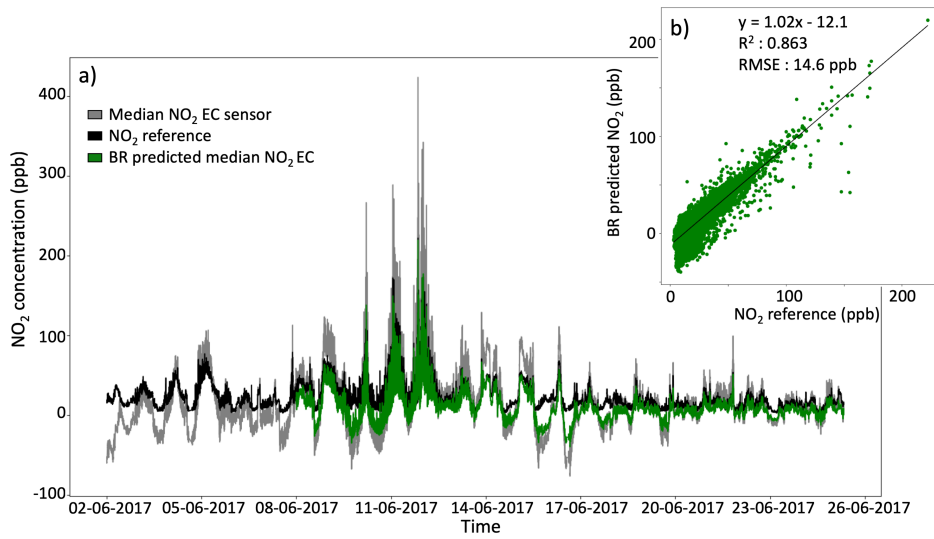 a)
Median NO₂ EC sensor
NO₂ reference
BR predicted median NO₂ EC
NO₂ concentration (ppb)
400
300
200
100
0
-100
02-06-2017 05-06-2017 08-06-2017 11-06-2017 14-06-2017 17-06-2017 20-06-2017 23-06-2017 26-06-2017
Time
b)
y = 1.02x - 12.1
R² : 0.863
RMSE : 14.6 ppb
BR predicted NO₂ (ppb)
200
100
0
0 100 200
NO₂ reference (ppb)